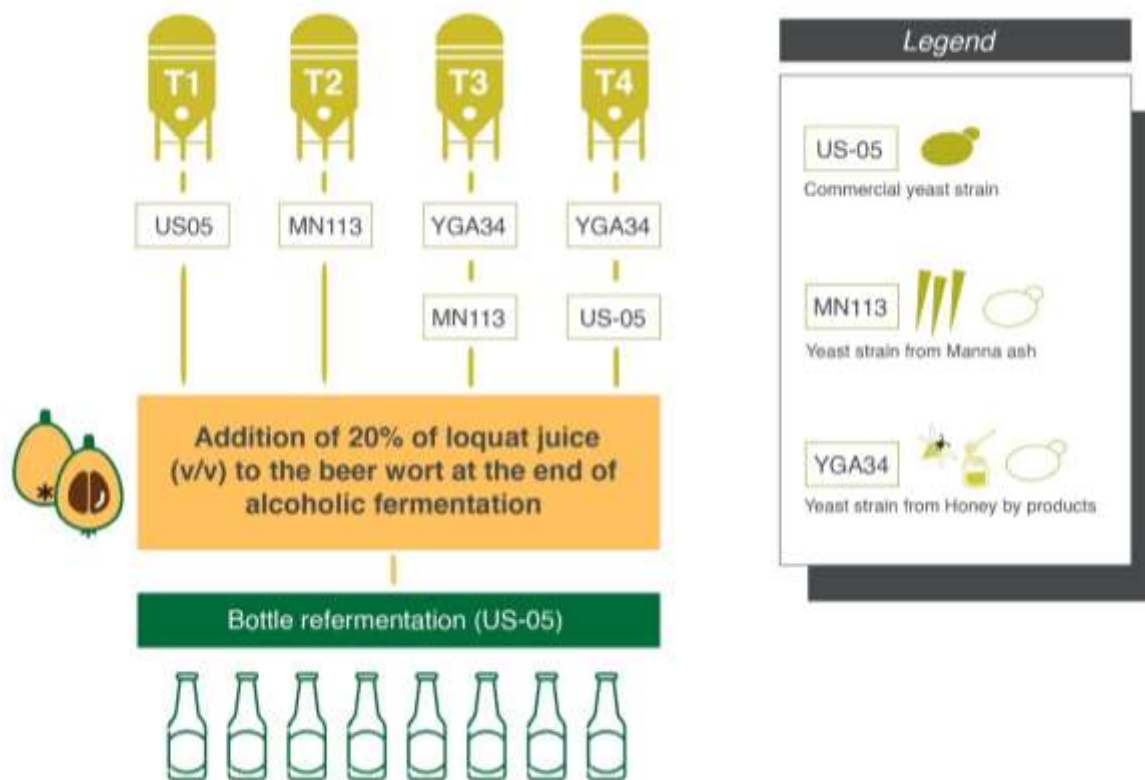 T1 T2 T3 T4
Legend
US-05
Commercial yeast strain
US05 MN113 YGA34 YGA34
MN113 US-05
MN113
Yeast strain from Manna ash
Addition of 20% of loquat juice
(v/v) to the beer wort at the end of
alcoholic fermentation
YGA34
Yeast strain from Honey by products
Bottle refermentation (US-05)